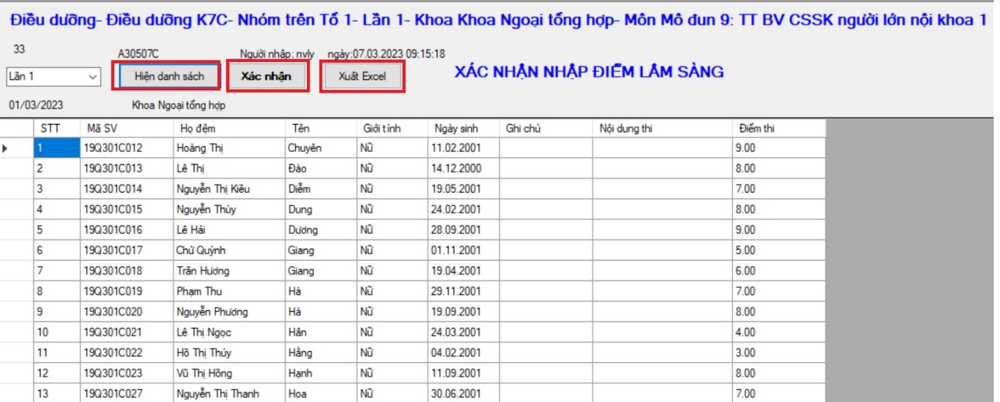 Điều dưỡng- Điều dưỡng K7C- Nhóm trên Tổ 1- Lần 1- Khoa Khoa Ngoại tổng hợp- Môn Mô đun 9: TT BV CSSK người lớn nội khoa 1
33 A30507C Người nhập: nvly ngày:07.03.2023 09:15:18
Lần 1 Hiện danh sách Xác nhận Xuất Excel XÁC NHẬN NHẬP ĐIỂM LÂM SÀNG
01/03/2023 Khoa Ngoại tổng hợp
STT Mã SV Họ đệm Tên Giới tính Ngày sinh Ghi chú Nội dung thi Điểm thi
1 19Q301C012 Hoàng Thị Chuyên Nữ 11.02.2001 9.00
2 19Q301C013 Lê Thị Đào Nữ 14.12.2000 8.00
3 19Q301C014 Nguyễn Thị Kiều Diễm Nữ 19.05.2001 7.00
4 19Q301C015 Nguyễn Thùy Dung Nữ 24.02.2001 8.00
5 19Q301C016 Lê Hải Dương Nữ 28.09.2001 9.00
6 19Q301C017 Chử Quỳnh Giang Nữ 01.11.2001 5.00
7 19Q301C018 Trần Hương Giang Nữ 19.04.2001 6.00
8 19Q301C019 Phạm Thu Hà Nữ 29.11.2001 7.00
9 19Q301C020 Nguyễn Phương Hà Nữ 19.09.2001 8.00
10 19Q301C021 Lê Thị Ngọc Hân Nữ 24.03.2001 4.00
11 19Q301C022 Hồ Thị Thúy Hằng Nữ 04.02.2001 3.00
12 19Q301C023 Vũ Thị Hồng Hạnh Nữ 11.09.2001 8.00
13 19Q301C027 Nguyễn Thị Thanh Hoa Nữ 30.06.2001 7.00